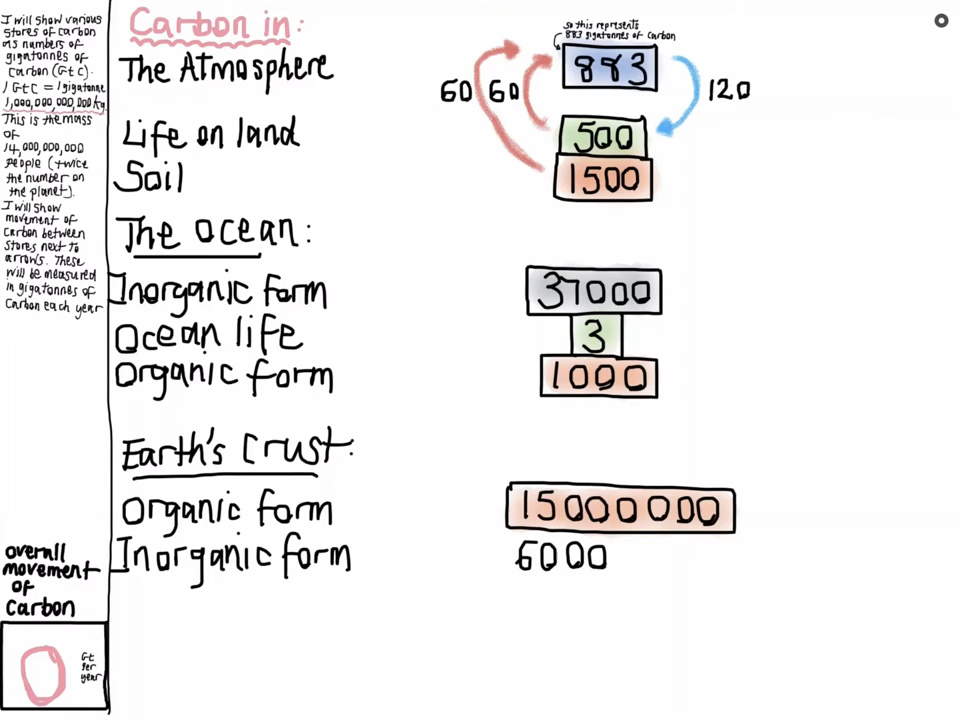 I will show various
stores of carbon
as numbers of
gigatonnes of
carbon (GtC).
1 GtC = 1 gigatonne
1,000,000,000,000 kg
This is the mass
of
14,000,000,000
people (twice
the number on
the planet).
I will show
movement of
carbon between
stores next to
arrows. These
will be measured
in gigatonnes of
carbon each year
overall
movement
of
carbon
0
Gt
per
year
Carbon in:
so this represents
883 gigatonnes of carbon
The Atmosphere
883
60
60
120
Life on land
500
Soil
1500
The ocean:
Inorganic form
37000
Ocean life
3
Organic form
1000
Earth's Crust:
Organic form
15000000
Inorganic form
6000